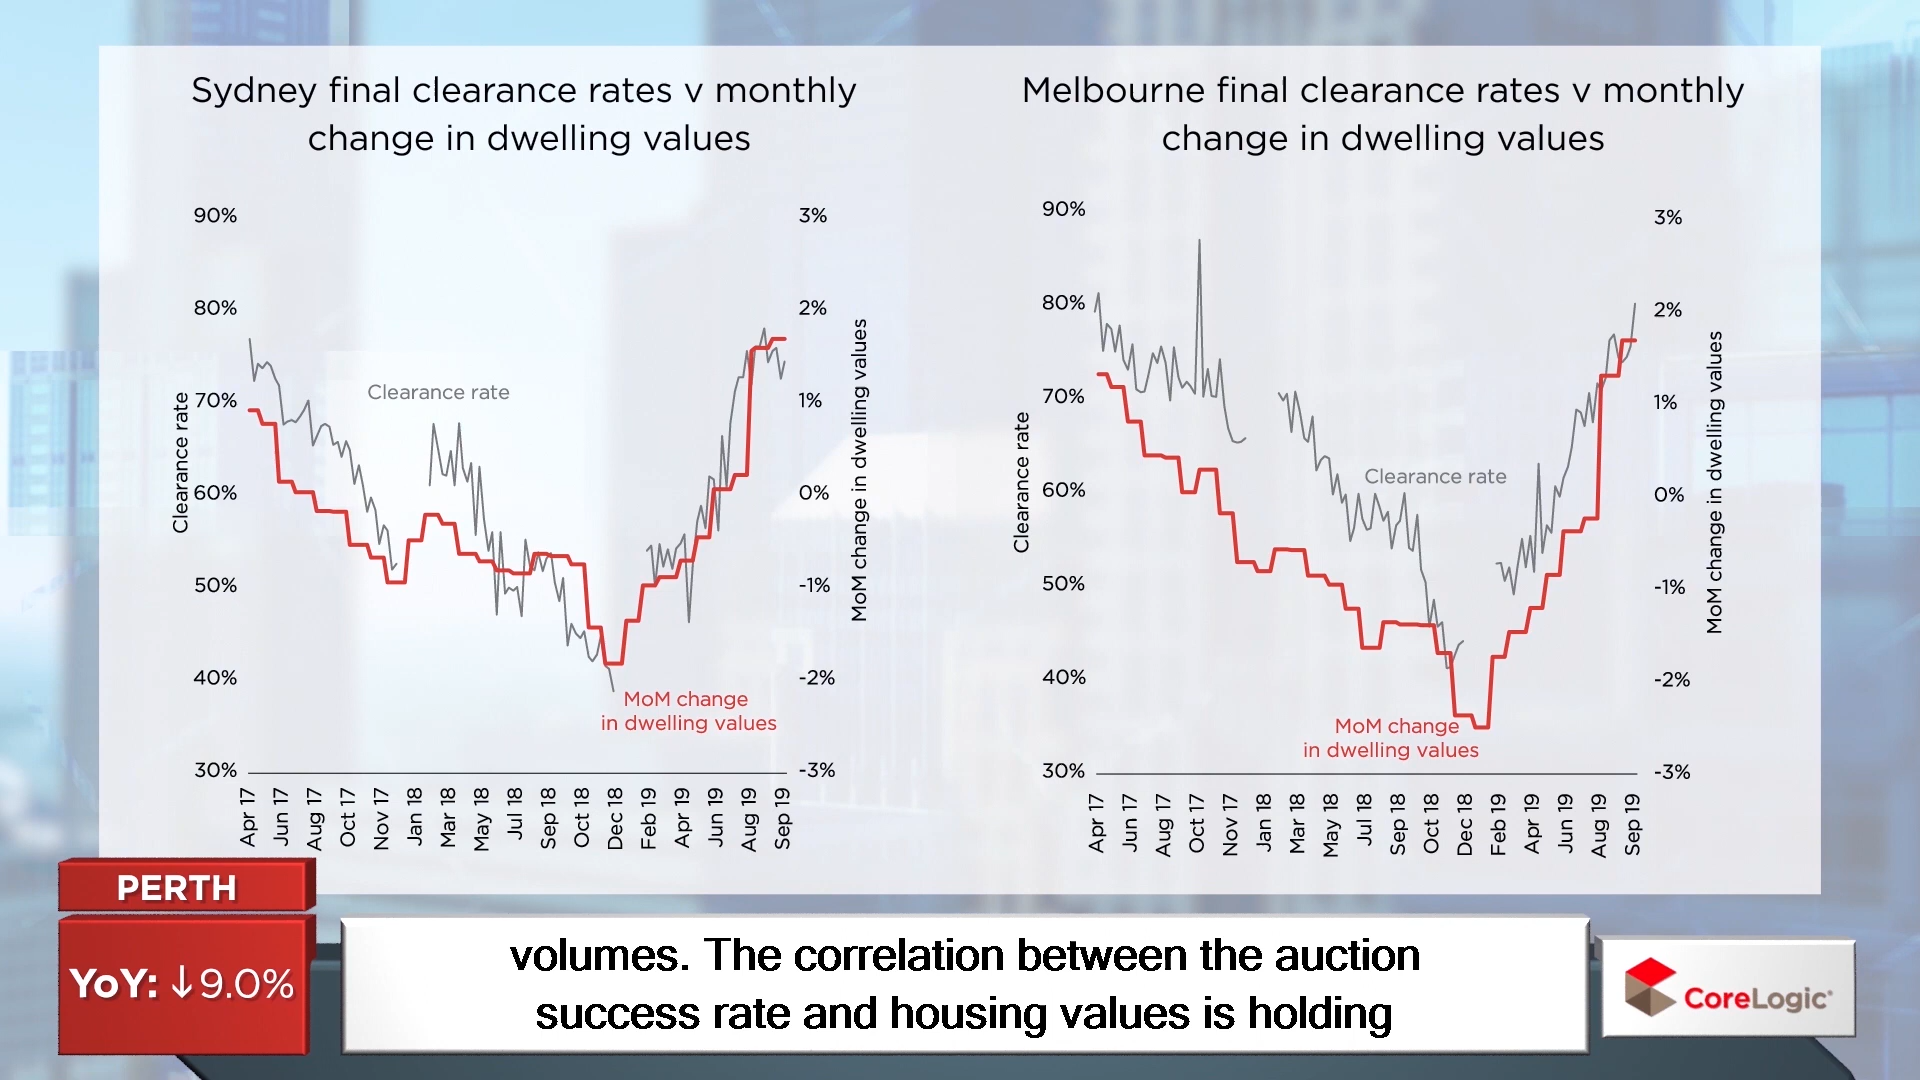 Sydney final clearance rates v monthly
change in dwelling values
90%
80%
70%
60%
50%
40%
30%
Clearance rate
3%
2%
1%
0%
-1%
-2%
-3%
MoM change in dwelling values
Clearance rate
MoM change
in dwelling values
Apr 17
Jun 17
Aug 17
Oct 17
Nov 17
Jan 18
Mar 18
May 18
Jul 18
Sep 18
Oct 18
Dec 18
Feb 19
Apr 19
Jun 19
Aug 19
Sep 19
Melbourne final clearance rates v monthly
change in dwelling values
90%
80%
70%
60%
50%
40%
30%
Clearance rate
3%
2%
1%
0%
-1%
-2%
-3%
MoM change in dwelling values
Clearance rate
MoM change
in dwelling values
Apr 17
Jun 17
Aug 17
Oct 17
Nov 17
Jan 18
Mar 18
May 18
Jul 18
Sep 18
Oct 18
Dec 18
Feb 19
Apr 19
Jun 19
Aug 19
Sep 19
PERTH
YoY: ↓9.0%
volumes. The correlation between the auction
success rate and housing values is holding
CoreLogic®